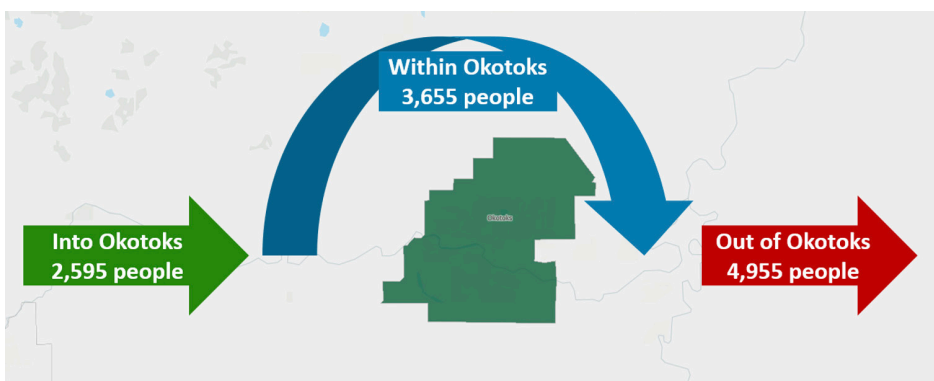 Within Okotoks
3,655 people
Okotoks
Into Okotoks
2,595 people
Out of Okotoks
4,955 people